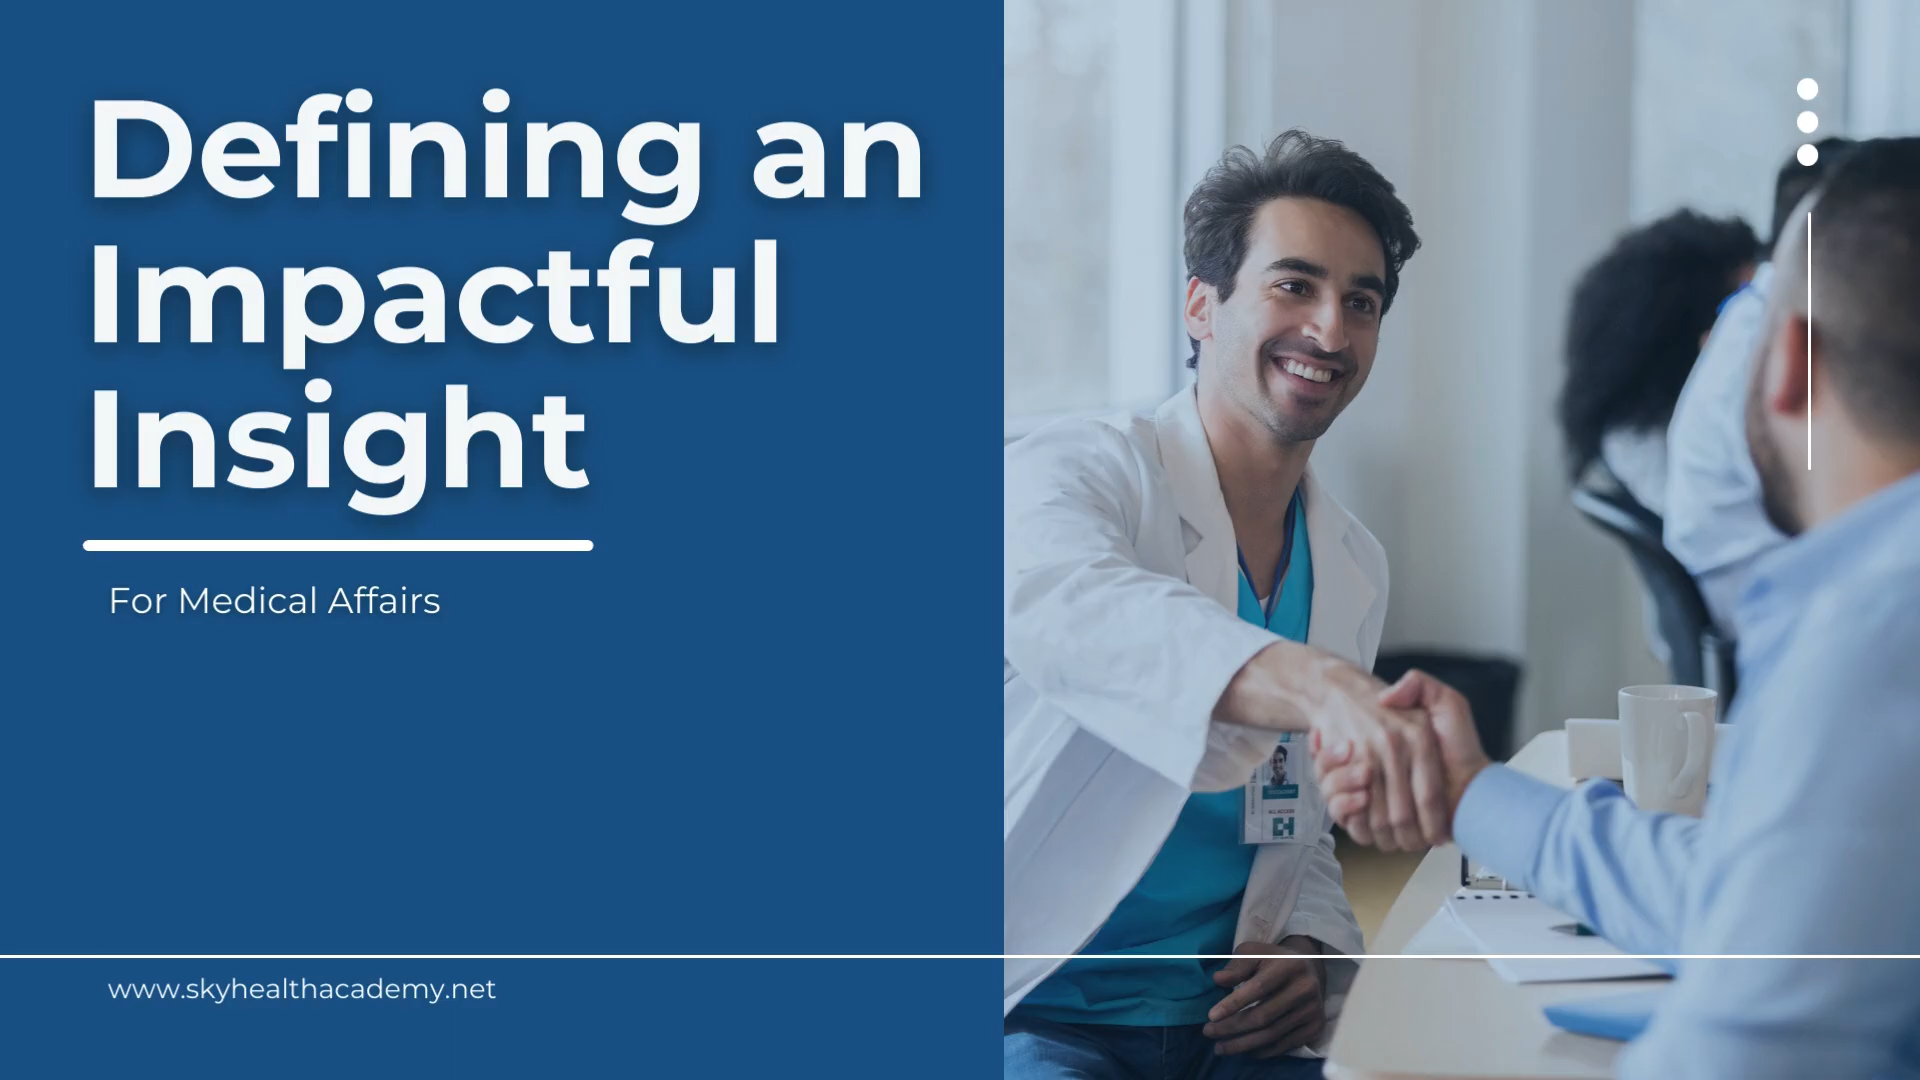 Defining an
Impactful
Insight
For Medical Affairs
www.skyhealthacademy.net